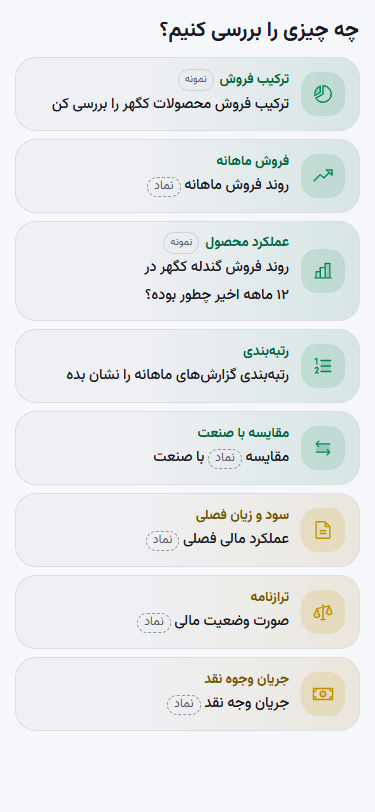 چه چیزی را بررسی کنیم؟
ترکیب فروش نمونه
ترکیب فروش محصولات کگهر را بررسی کن
فروش ماهانه
روند فروش ماهانه نماد
عملکرد محصول نمونه
روند فروش گندله کگهر در
۱۲ ماهه اخیر چطور بوده؟
رتبه‌بندی
رتبه‌بندی گزارش‌های ماهانه را نشان بده
مقایسه با صنعت
مقایسه نماد با صنعت
سود و زیان فصلی
عملکرد مالی فصلی نماد
ترازنامه
صورت وضعیت مالی نماد
جریان وجوه نقد
جریان وجه نقد نماد